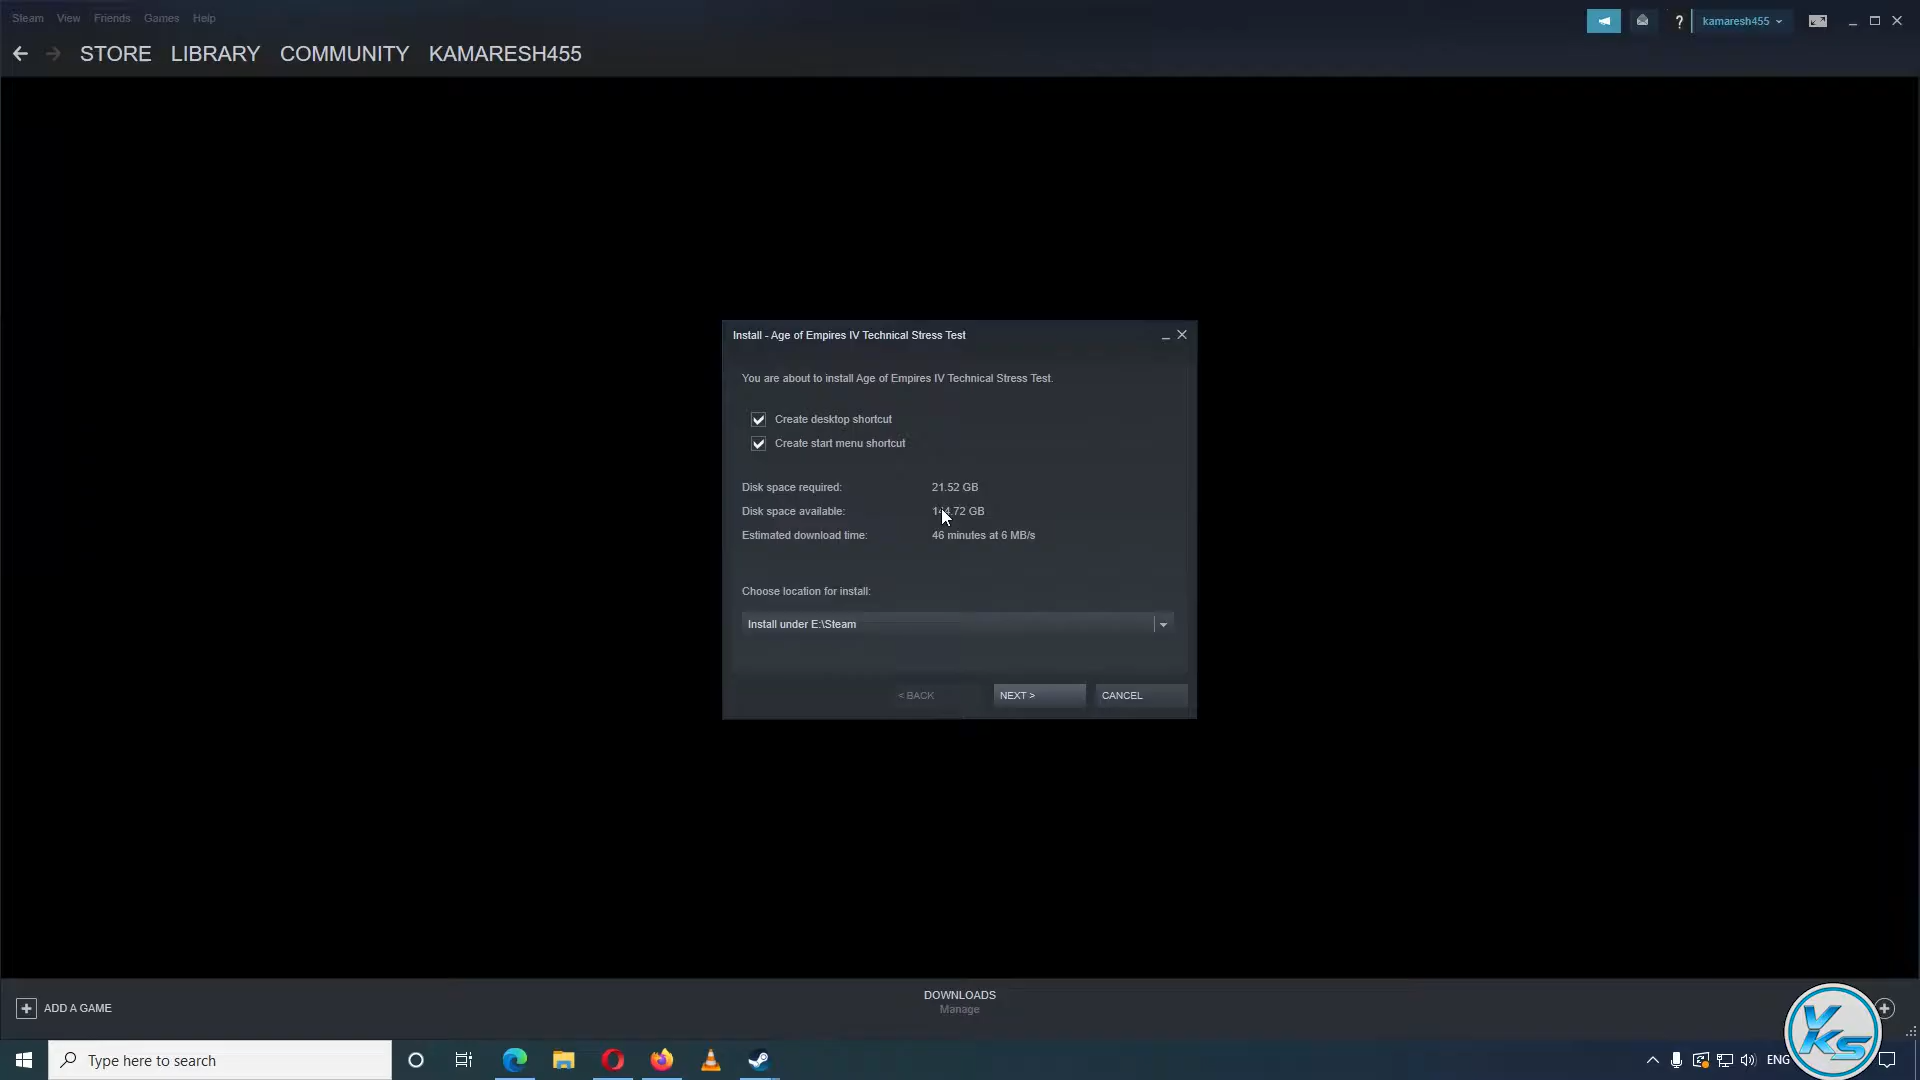 Steam View Friends Games Help
kamaresh455
STORE LIBRARY COMMUNITY KAMARESH455
Install - Age of Empires IV Technical Stress Test
You are about to install Age of Empires IV Technical Stress Test.
Create desktop shortcut
Create start menu shortcut
Disk space required: 21.52 GB
Disk space available: GB
Estimated download time: 46 minutes at 6 MB/s
Choose location for install:
Install under E:\Steam
< BACK NEXT > CANCEL
DOWNLOADS
Manage
ADD A GAME
Type here to search
ENG
VKS